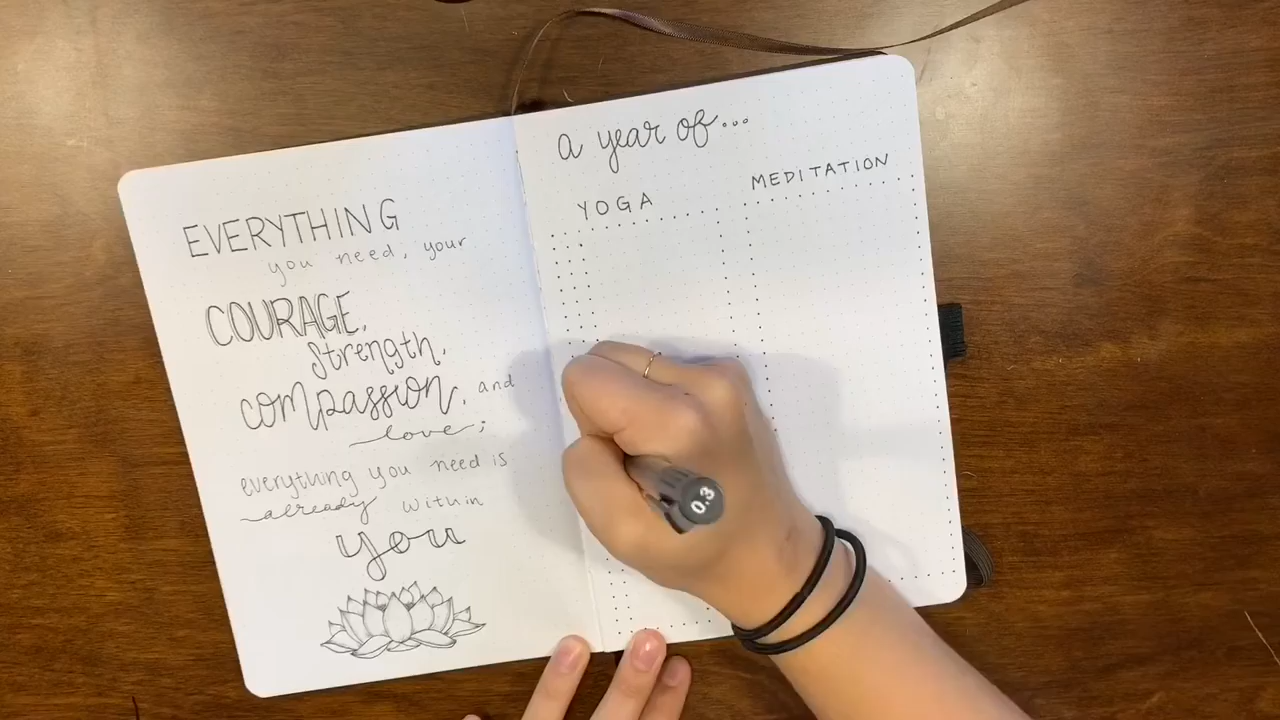 EVERYTHING
you need, your
COURAGE,
Strength,
compassion, and
love;
everything you need is
already within
you
a year of...
YOGA
MEDITATION
0.3